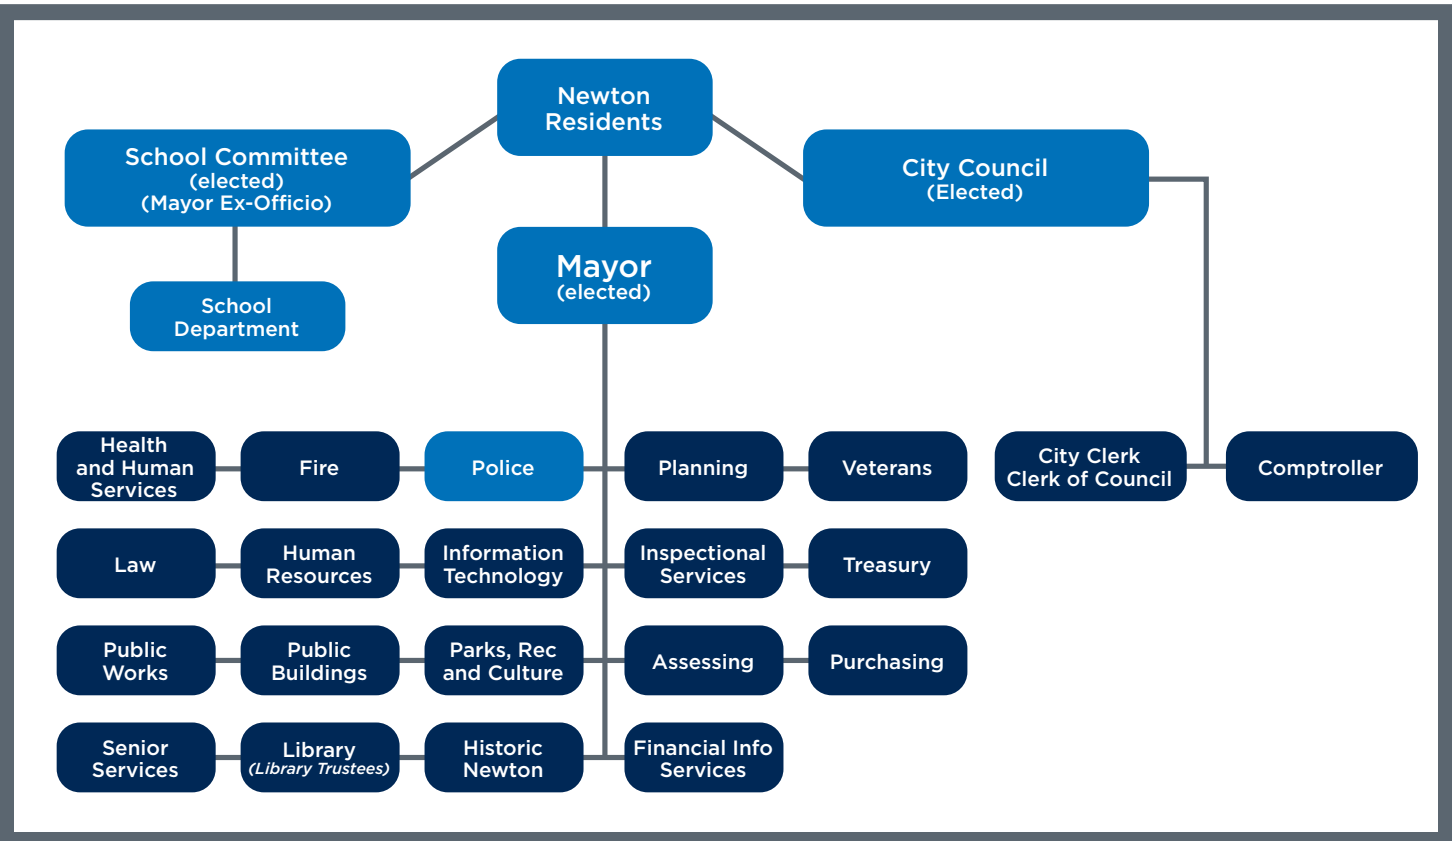 Newton
Residents
School Committee
(elected)
(Mayor Ex-Officio)
City Council
(Elected)
Mayor
(elected)
School
Department
Health
and Human
Services
Fire
Police
Planning
Veterans
City Clerk
Clerk of Council
Comptroller
Law
Human
Resources
Information
Technology
Inspectional
Services
Treasury
Public
Works
Public
Buildings
Parks, Rec
and Culture
Assessing
Purchasing
Senior
Services
Library
(Library Trustees)
Historic
Newton
Financial Info
Services